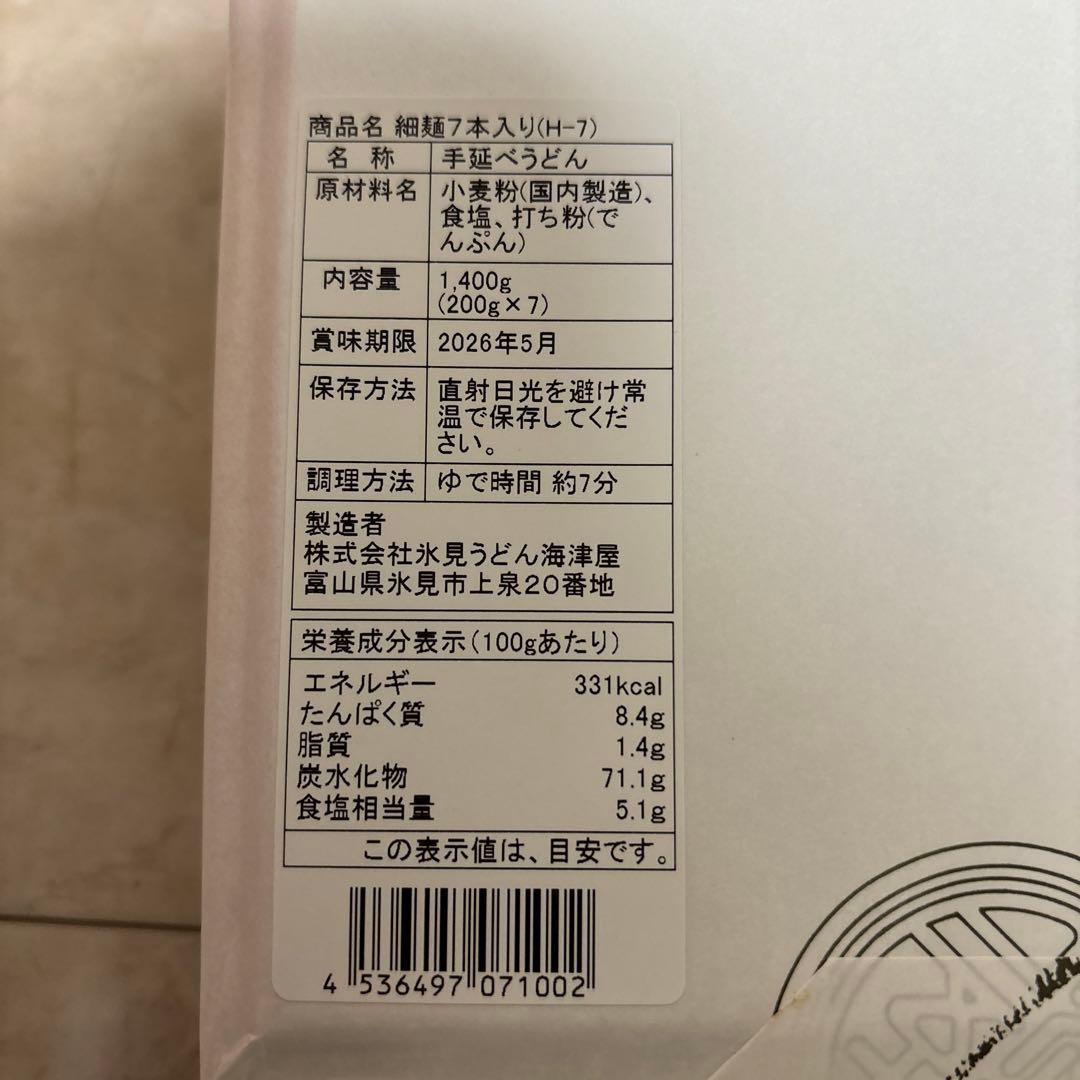 商品名 細麺7本入り(H-7)
名 称 手延べうどん
原材料名 小麦粉(国内製造)、
食塩、打ち粉(で
んぷん)
内容量 1,400g
(200g×7)
賞味期限 2026年5月
保存方法 直射日光を避け常
温で保存してくだ
さい。
調理方法 ゆで時間 約7分
製造者
株式会社氷見うどん海津屋
富山県氷見市上泉20番地
栄養成分表示(100gあたり)
エネルギー 331kcal
たんぱく質 8.4g
脂質 1.4g
炭水化物 71.1g
食塩相当量 5.1g
この表示値は、目安です。
4 536497 071002